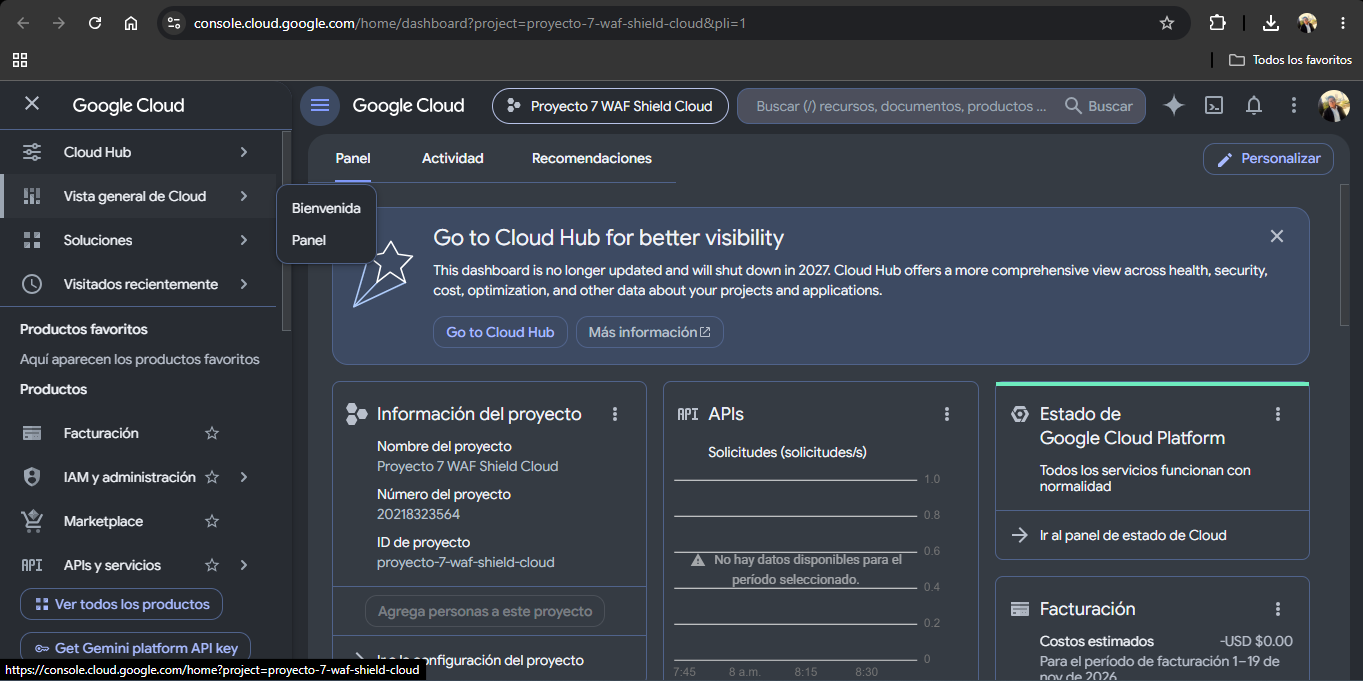 console.cloud.google.com/home/dashboard?project=proyecto-7-waf-shield-cloud&pli=1
Todos los favoritos
Google Cloud
Google Cloud
Proyecto 7 WAF Shield Cloud
Buscar (/) recursos, documentos, productos ...
Buscar
Cloud Hub
Vista general de Cloud
Soluciones
Visitados recientemente
Productos favoritos
Aquí aparecen los productos favoritos
Productos
Facturación
IAM y administración
Marketplace
API APIs y servicios
Ver todos los productos
Get Gemini platform API key
https://console.cloud.google.com/home?project=proyecto-7-waf-shield-cloud
Bienvenida
Panel
Panel
Actividad
Recomendaciones
Personalizar
Go to Cloud Hub for better visibility
This dashboard is no longer updated and will shut down in 2027. Cloud Hub offers a more comprehensive view across health, security,
cost, optimization, and other data about your projects and applications.
Go to Cloud Hub
Más información
Información del proyecto
Nombre del proyecto
Proyecto 7 WAF Shield Cloud
Número del proyecto
20218323564
ID de proyecto
proyecto-7-waf-shield-cloud
Agrega personas a este proyecto
configuración del proyecto
API APIs
Solicitudes (solicitudes/s)
1.0
0.8
0.6
No hay datos disponibles para el
período seleccionado.
0.4
0.2
0
7:45
8 a.m.
8:15
8:30
Estado de
Google Cloud Platform
Todos los servicios funcionan con
normalidad
Ir al panel de estado de Cloud
Facturación
Costos estimados
-USD $0.00
Para el período de facturación 1–19 de
nov de 2026